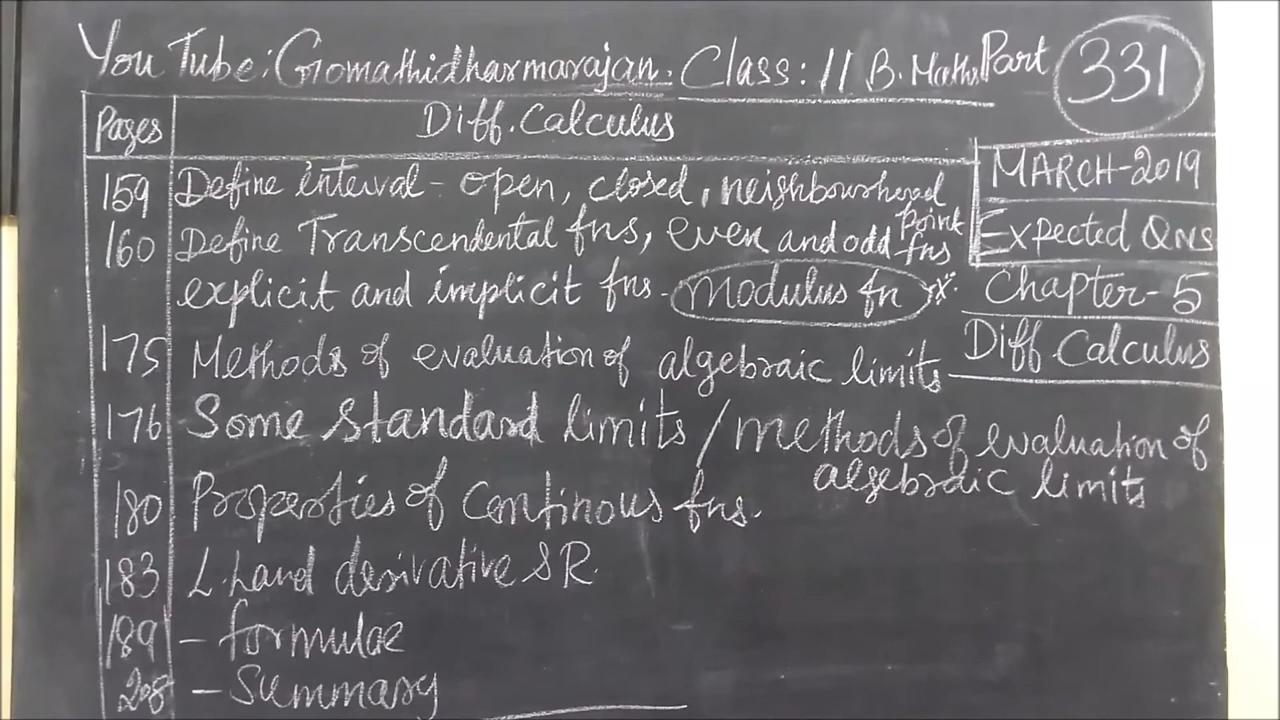 YouTube: Gomathidharmarajan. Class: 11 B. Maths Part 331
Pages Diff. Calculus
159 Define interval - open, closed, neighbourhood
point
160 Define Transcendental fns, even and odd fns
explicit and implicit fns - modulus fn
175 Methods of evaluation of algebraic limits
176 Some standard limits / methods of evaluation of
algebraic limits
180 Properties of Continous fns.
183 L. hand derivative & R.
189 - formulae
208 - Summary
MARCH-2019
Expected QNS
Chapter-5
Diff Calculus